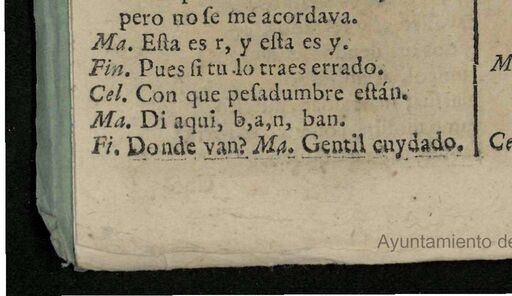 pero no ſe me acordava.
Ma. Eſta es r, y eſta es y.
Fin. Pues ſi tu lo traes errado.
Cel. Con que peſadumbre eſtán.
Ma. Di aqui, b,a,n, ban.
Fi. Donde van? Ma. Gentil cuydado.
M
Ce
Ayuntamiento de